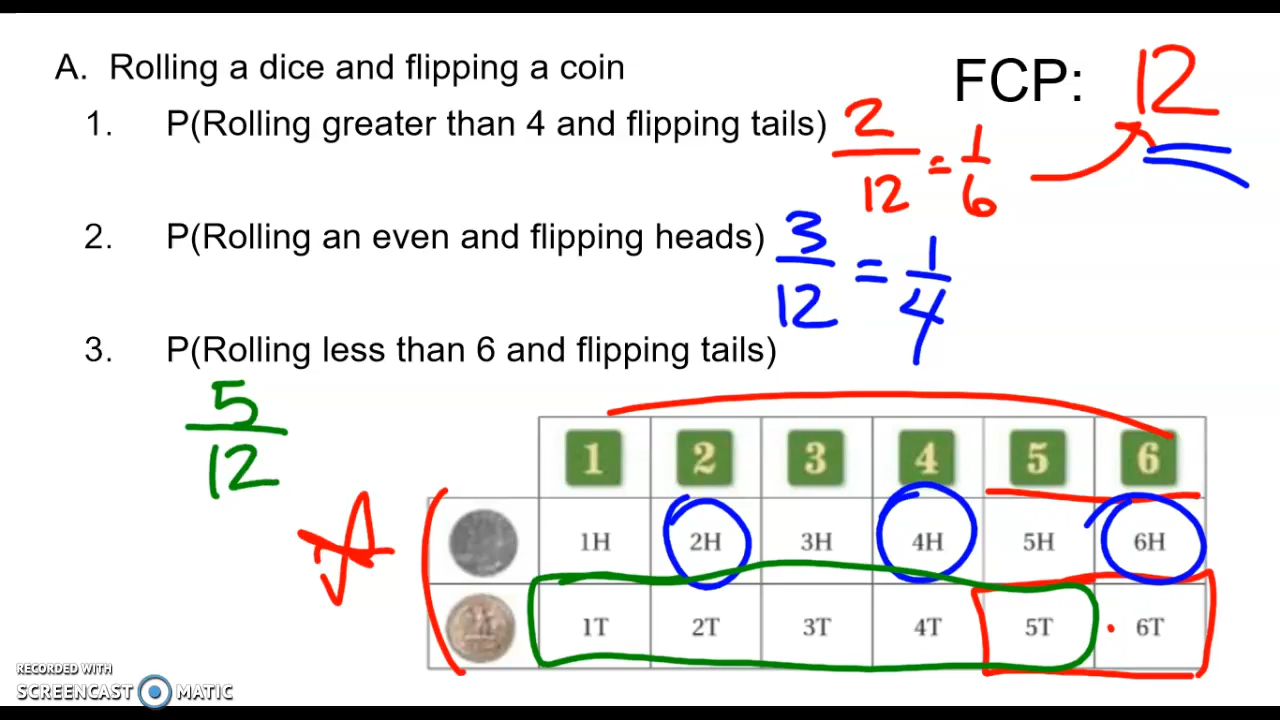 A. Rolling a dice and flipping a coin
FCP: 12
1. P(Rolling greater than 4 and flipping tails) 2/12 = 1/6
2. P(Rolling an even and flipping heads) 3/12 = 1/4
3. P(Rolling less than 6 and flipping tails)
5/12
1 2 3 4 5 6
1H 2H 3H 4H 5H 6H
1T 2T 3T 4T 5T 6T
RECORDED WITH
SCREENCAST MATIC